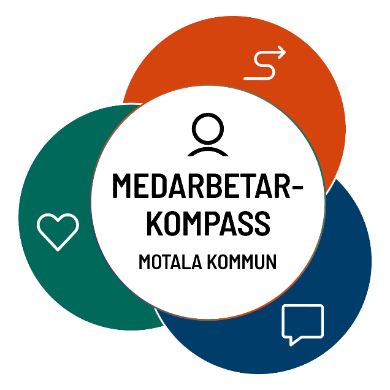 MEDARBETAR-
KOMPASS
MOTALA KOMMUN